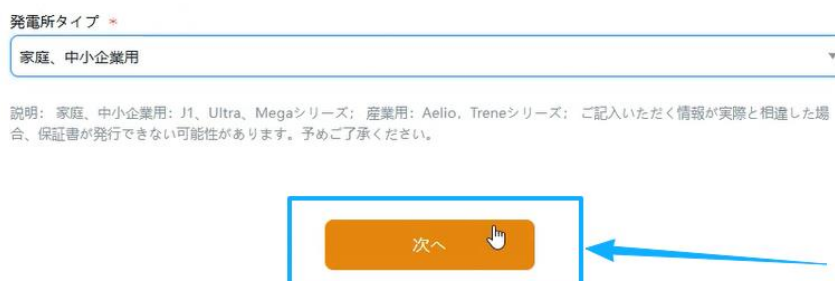 発電所タイプ *
家庭、中小企業用
説明： 家庭、中小企業用：J1、Ultra、Megaシリーズ； 産業用：Aelio，Treneシリーズ； ご記入いただく情報が実際と相違した場
合、保証書が発行できない可能性があります。予めご了承ください。
次へ